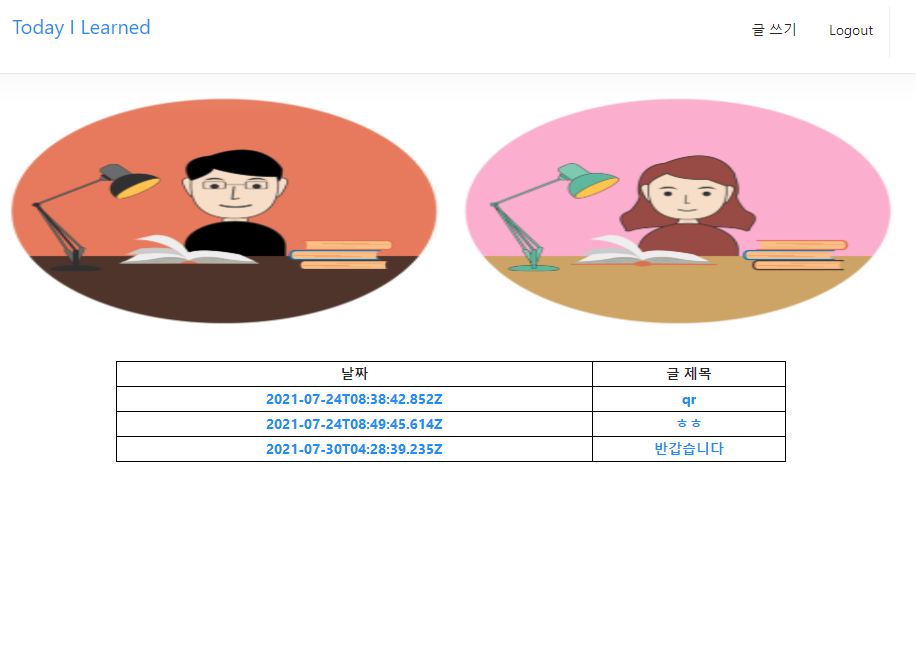 Today I Learned
글 쓰기 Logout
날짜 글 제목
2021-07-24T08:38:42.852Z qr
2021-07-24T08:49:45.614Z ㅎㅎ
2021-07-30T04:28:39.235Z 반갑습니다